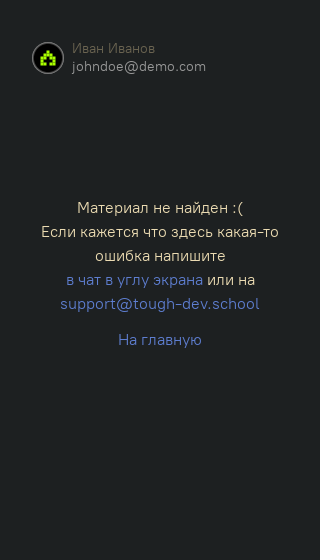 Иван Иванов
johndoe@demo.com
Материал не найден :(
Если кажется что здесь какая-то
ошибка напишите
в чат в углу экрана или на
support@tough-dev.school
На главную